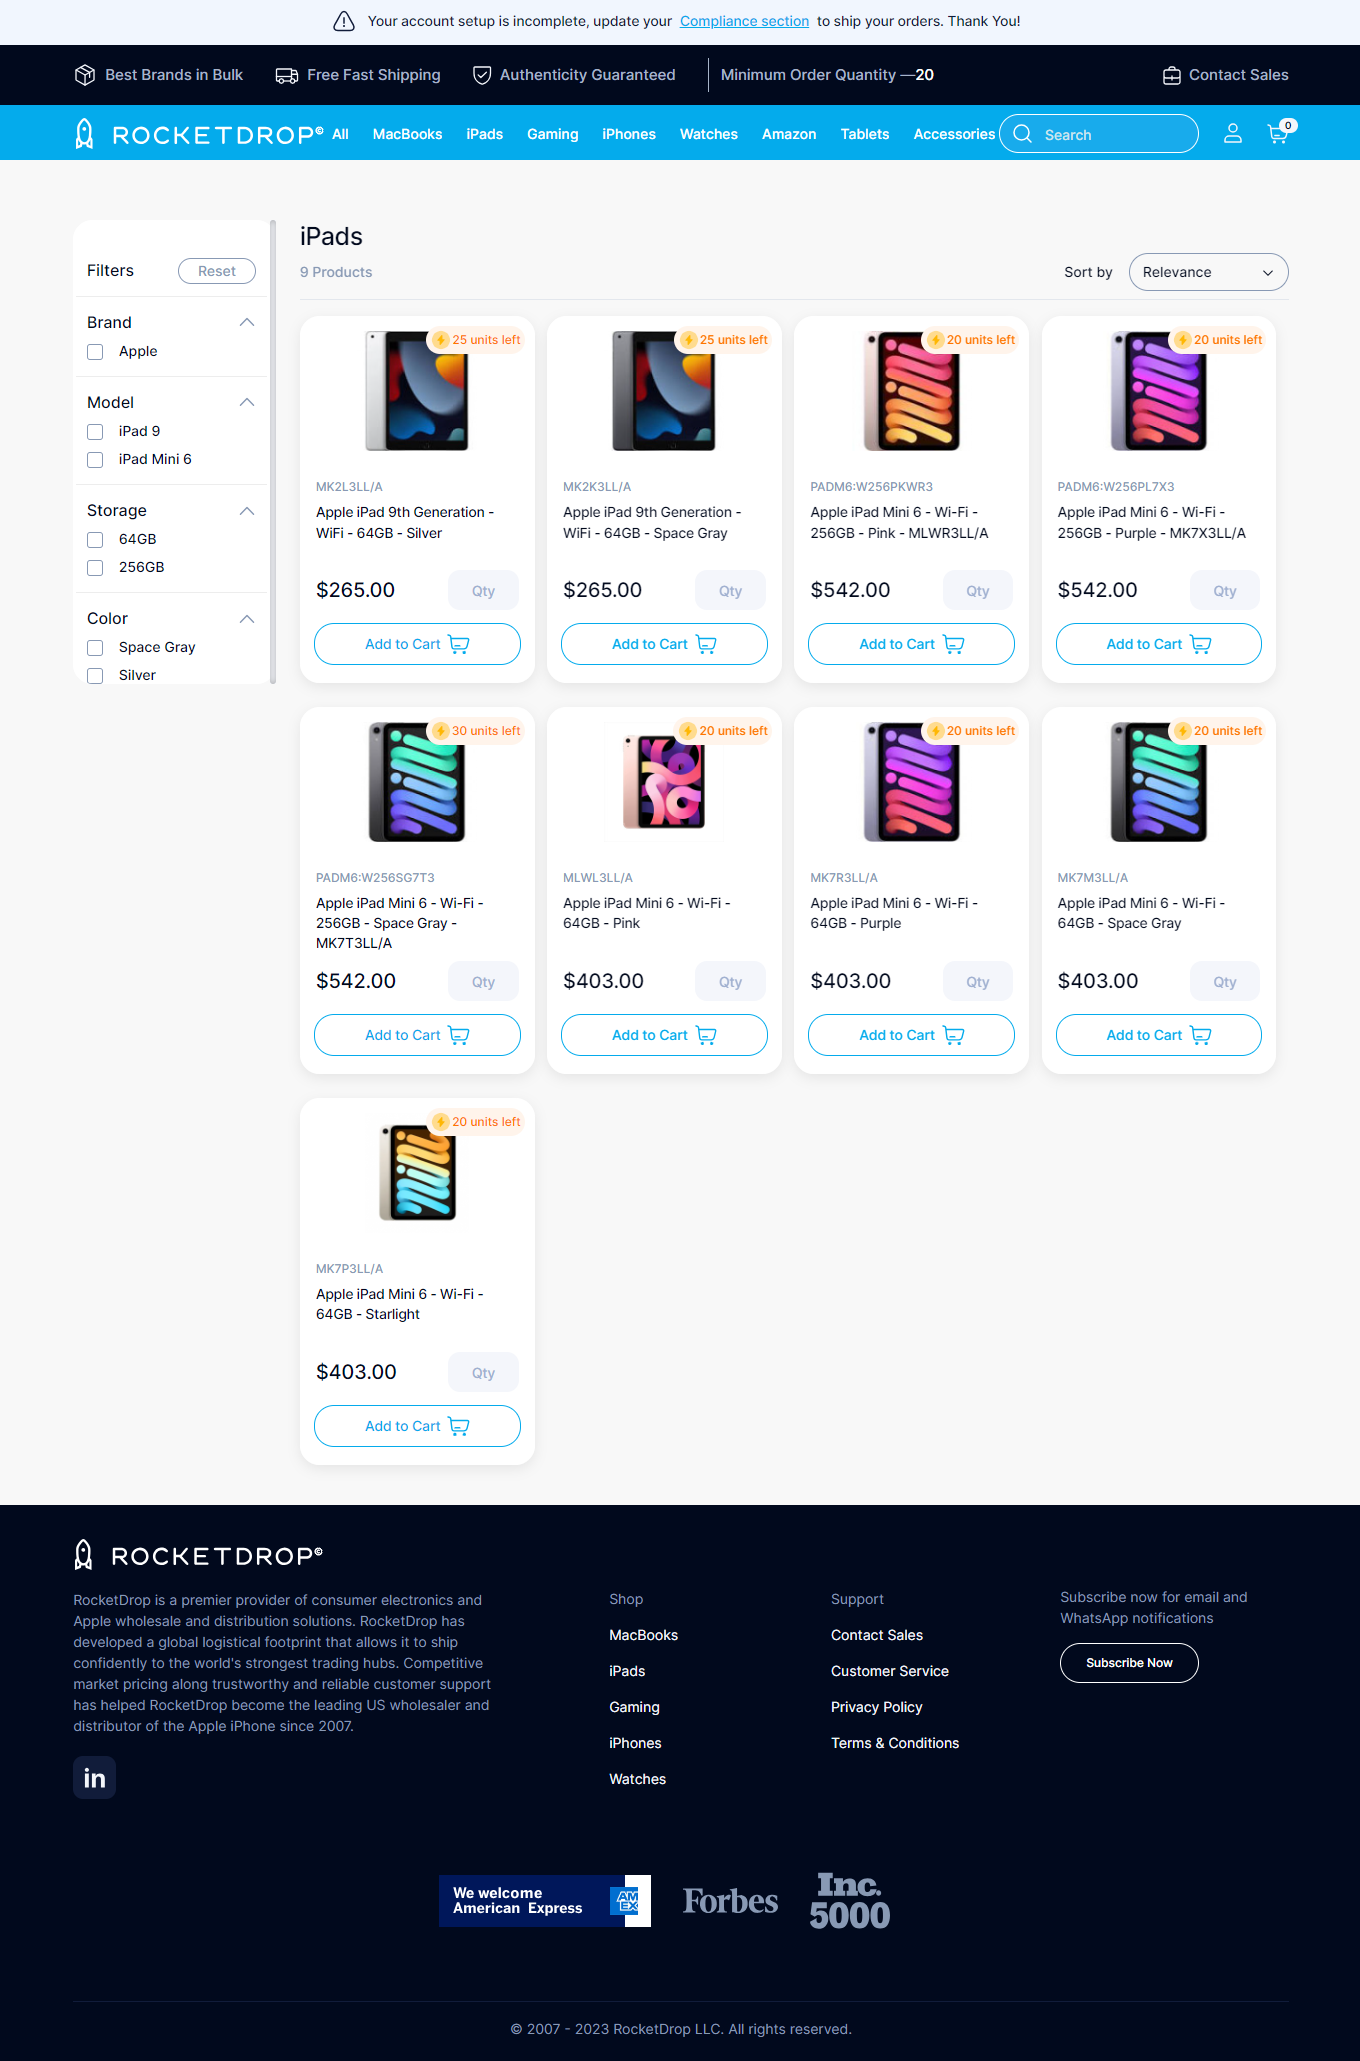 Your account setup is incomplete, update your Compliance section to ship your orders. Thank You!
Best Brands in Bulk
Free Fast Shipping
Authenticity Guaranteed
Minimum Order Quantity —20
Contact Sales
ROCKETDROP©
All
MacBooks
iPads
Gaming
iPhones
Watches
Amazon
Tablets
Accessories
Search
0
Filters
Reset
Brand
Apple
Model
iPad 9
iPad Mini 6
Storage
64GB
256GB
Color
Space Gray
Silver
iPads
9 Products
Sort by
Relevance
25 units left
MK2L3LL/A
Apple iPad 9th Generation -
WiFi - 64GB - Silver
$265.00
Qty
Add to Cart
25 units left
MK2K3LL/A
Apple iPad 9th Generation -
WiFi - 64GB - Space Gray
$265.00
Qty
Add to Cart
20 units left
PADM6:W256PKWR3
Apple iPad Mini 6 - Wi-Fi -
256GB - Pink - MLWR3LL/A
$542.00
Qty
Add to Cart
20 units left
PADM6:W256PL7X3
Apple iPad Mini 6 - Wi-Fi -
256GB - Purple - MK7X3LL/A
$542.00
Qty
Add to Cart
30 units left
PADM6:W256SG7T3
Apple iPad Mini 6 - Wi-Fi -
256GB - Space Gray -
MK7T3LL/A
$542.00
Qty
Add to Cart
20 units left
MLWL3LL/A
Apple iPad Mini 6 - Wi-Fi -
64GB - Pink
$403.00
Qty
Add to Cart
20 units left
MK7R3LL/A
Apple iPad Mini 6 - Wi-Fi -
64GB - Purple
$403.00
Qty
Add to Cart
20 units left
MK7M3LL/A
Apple iPad Mini 6 - Wi-Fi -
64GB - Space Gray
$403.00
Qty
Add to Cart
20 units left
MK7P3LL/A
Apple iPad Mini 6 - Wi-Fi -
64GB - Starlight
$403.00
Qty
Add to Cart
ROCKETDROP©
RocketDrop is a premier provider of consumer electronics and
Apple wholesale and distribution solutions. RocketDrop has
developed a global logistical footprint that allows it to ship
confidently to the world's strongest trading hubs. Competitive
market pricing along trustworthy and reliable customer support
has helped RocketDrop become the leading US wholesaler and
distributor of the Apple iPhone since 2007.
in
Shop
MacBooks
iPads
Gaming
iPhones
Watches
Support
Contact Sales
Customer Service
Privacy Policy
Terms & Conditions
Subscribe now for email and
WhatsApp notifications
Subscribe Now
We welcome
American Express
AM
EX
Forbes
Inc.
5000
© 2007 - 2023 RocketDrop LLC. All rights reserved.